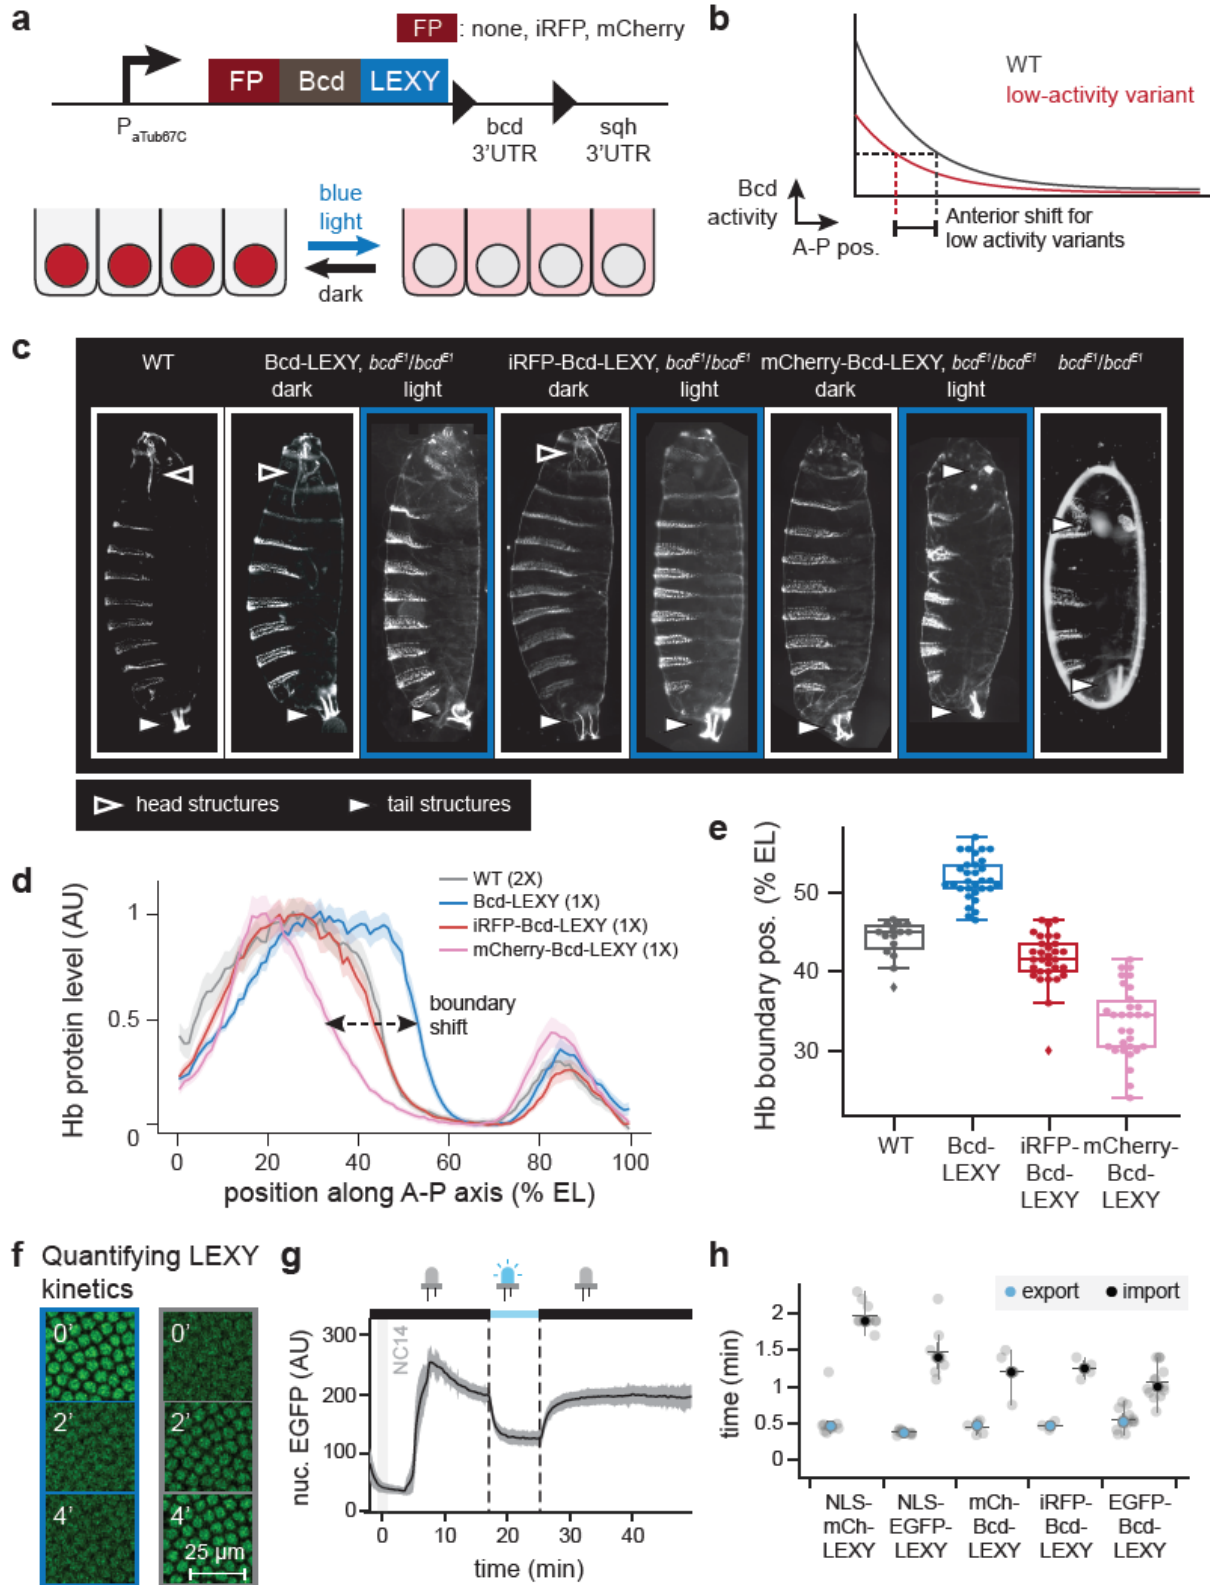 a
FP : none, iRFP, mCherry
FP Bcd LEXY
PaTub67C
bcd
3'UTR
sqh
3'UTR
blue
light
dark
b
WT
low-activity variant
Bcd
activity
A-P pos.
Anterior shift for
low activity variants
c
WT
Bcd-LEXY, bcdE1/bcdE1
dark light
iRFP-Bcd-LEXY, bcdE1/bcdE1
dark light
mCherry-Bcd-LEXY, bcdE1/bcdE1
dark light
bcdE1/bcdE1
head structures tail structures
d
WT (2X)
Bcd-LEXY (1X)
iRFP-Bcd-LEXY (1X)
mCherry-Bcd-LEXY (1X)
boundary
shift
Hb protein level (AU)
1
0.5
0
0 20 40 60 80 100
position along A-P axis (% EL)
e
Hb boundary pos. (% EL)
50
40
30
WT
Bcd-
LEXY
iRFP-
Bcd-
LEXY
mCherry-
Bcd-
LEXY
f Quantifying LEXY
kinetics
0'
2'
4'
0'
2'
4'
25 µm
g
nuc. EGFP (AU)
300
200
100
0
NC14
0 20 40
time (min)
h
export import
time (min)
2
1.5
1
0.5
0
NLS-
mCh-
LEXY
NLS-
EGFP-
LEXY
mCh-
Bcd-
LEXY
iRFP-
Bcd-
LEXY
EGFP-
Bcd-
LEXY